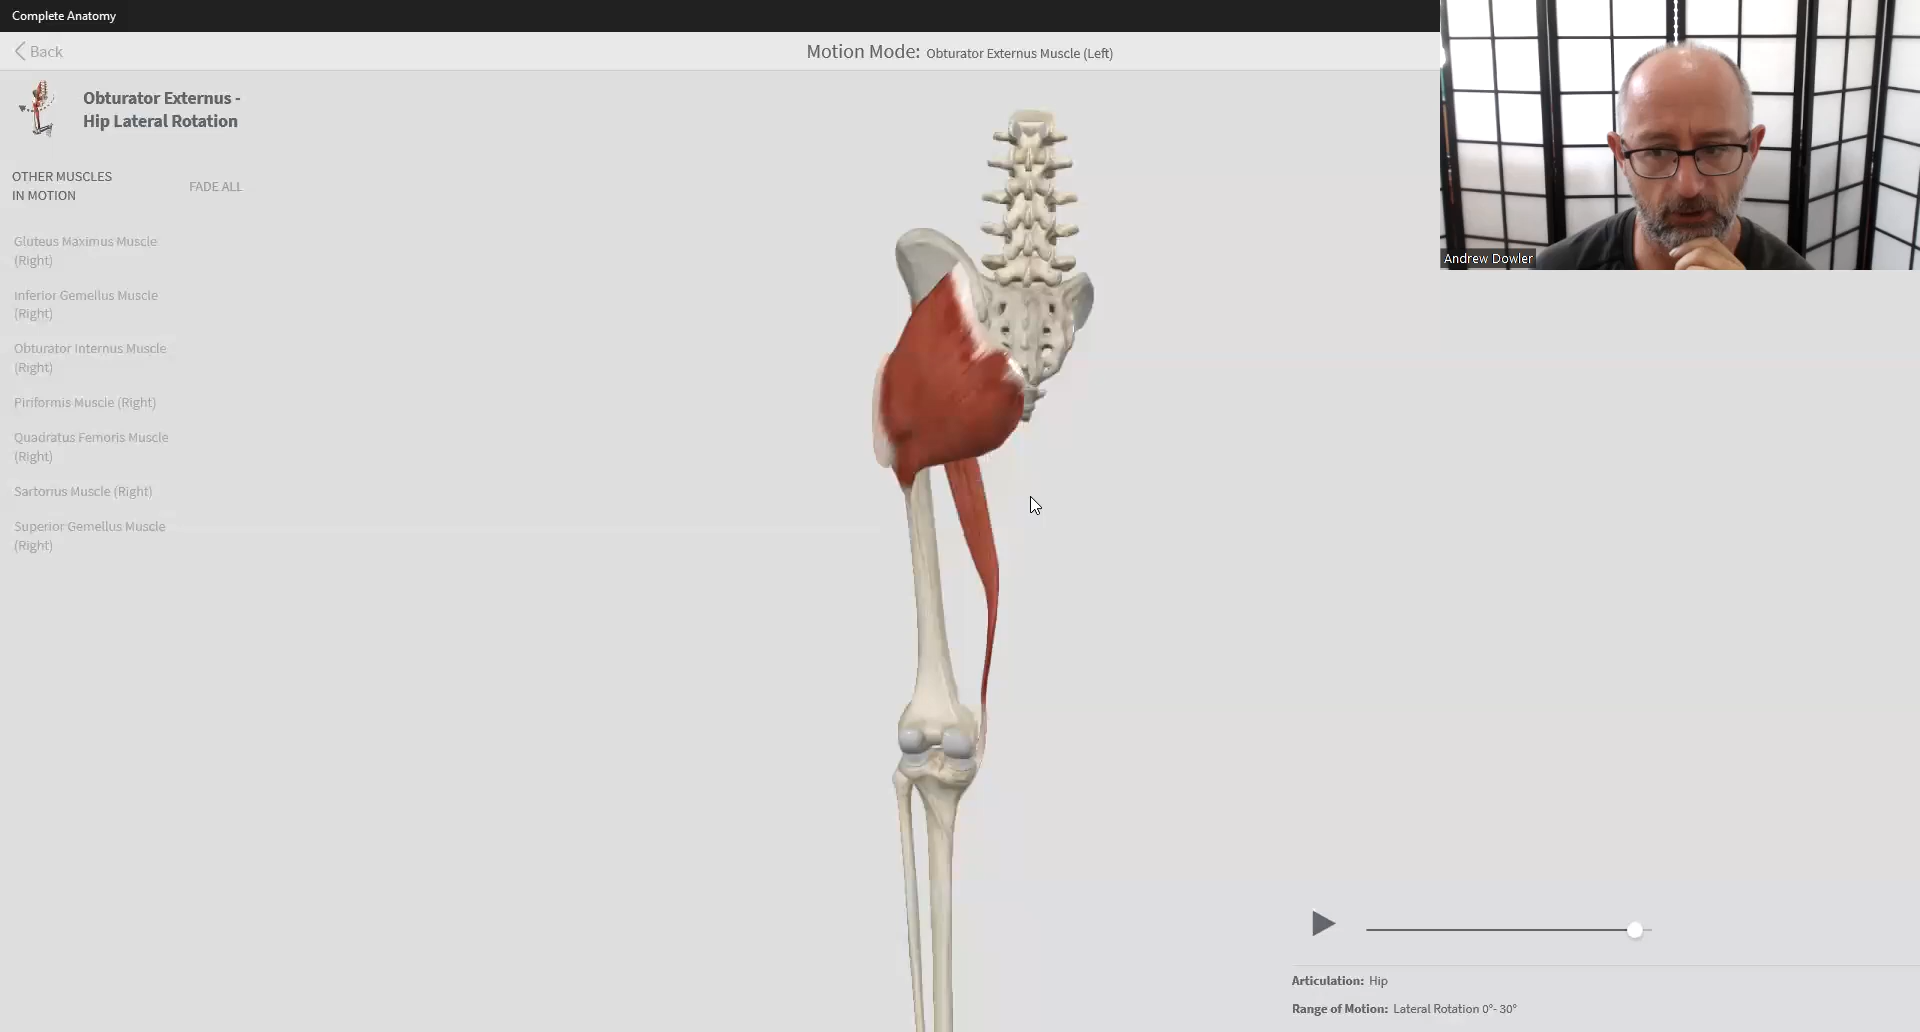 Complete Anatomy
Back
Motion Mode: Obturator Externus Muscle (Left)
Obturator Externus -
Hip Lateral Rotation
OTHER MUSCLES
IN MOTION
FADE ALL
Gluteus Maximus Muscle
(Right)
Inferior Gemellus Muscle
(Right)
Obturator Internus Muscle
(Right)
Piriformis Muscle (Right)
Quadratus Femoris Muscle
(Right)
Sartorius Muscle (Right)
Superior Gemellus Muscle
(Right)
Andrew Dowler
Articulation: Hip
Range of Motion: Lateral Rotation 0°- 30°